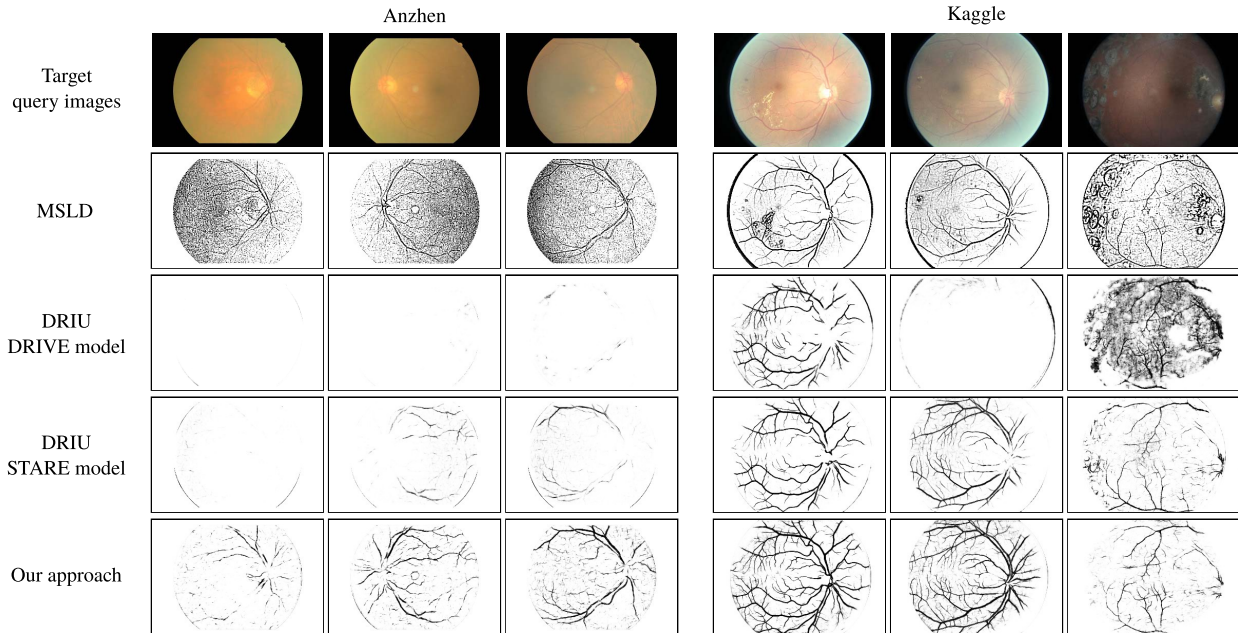 Anzhen
Kaggle
Target
query images
MSLD
DRIU
DRIVE model
DRIU
STARE model
Our approach